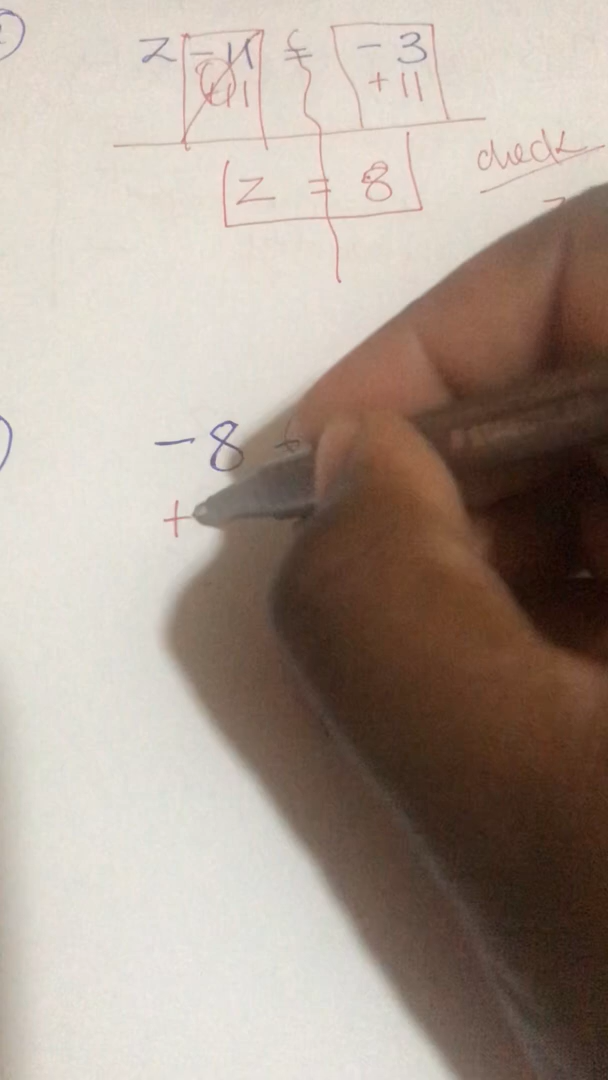 z - 11 = - 3
+11 + 11
z = 8
check
- 8
+